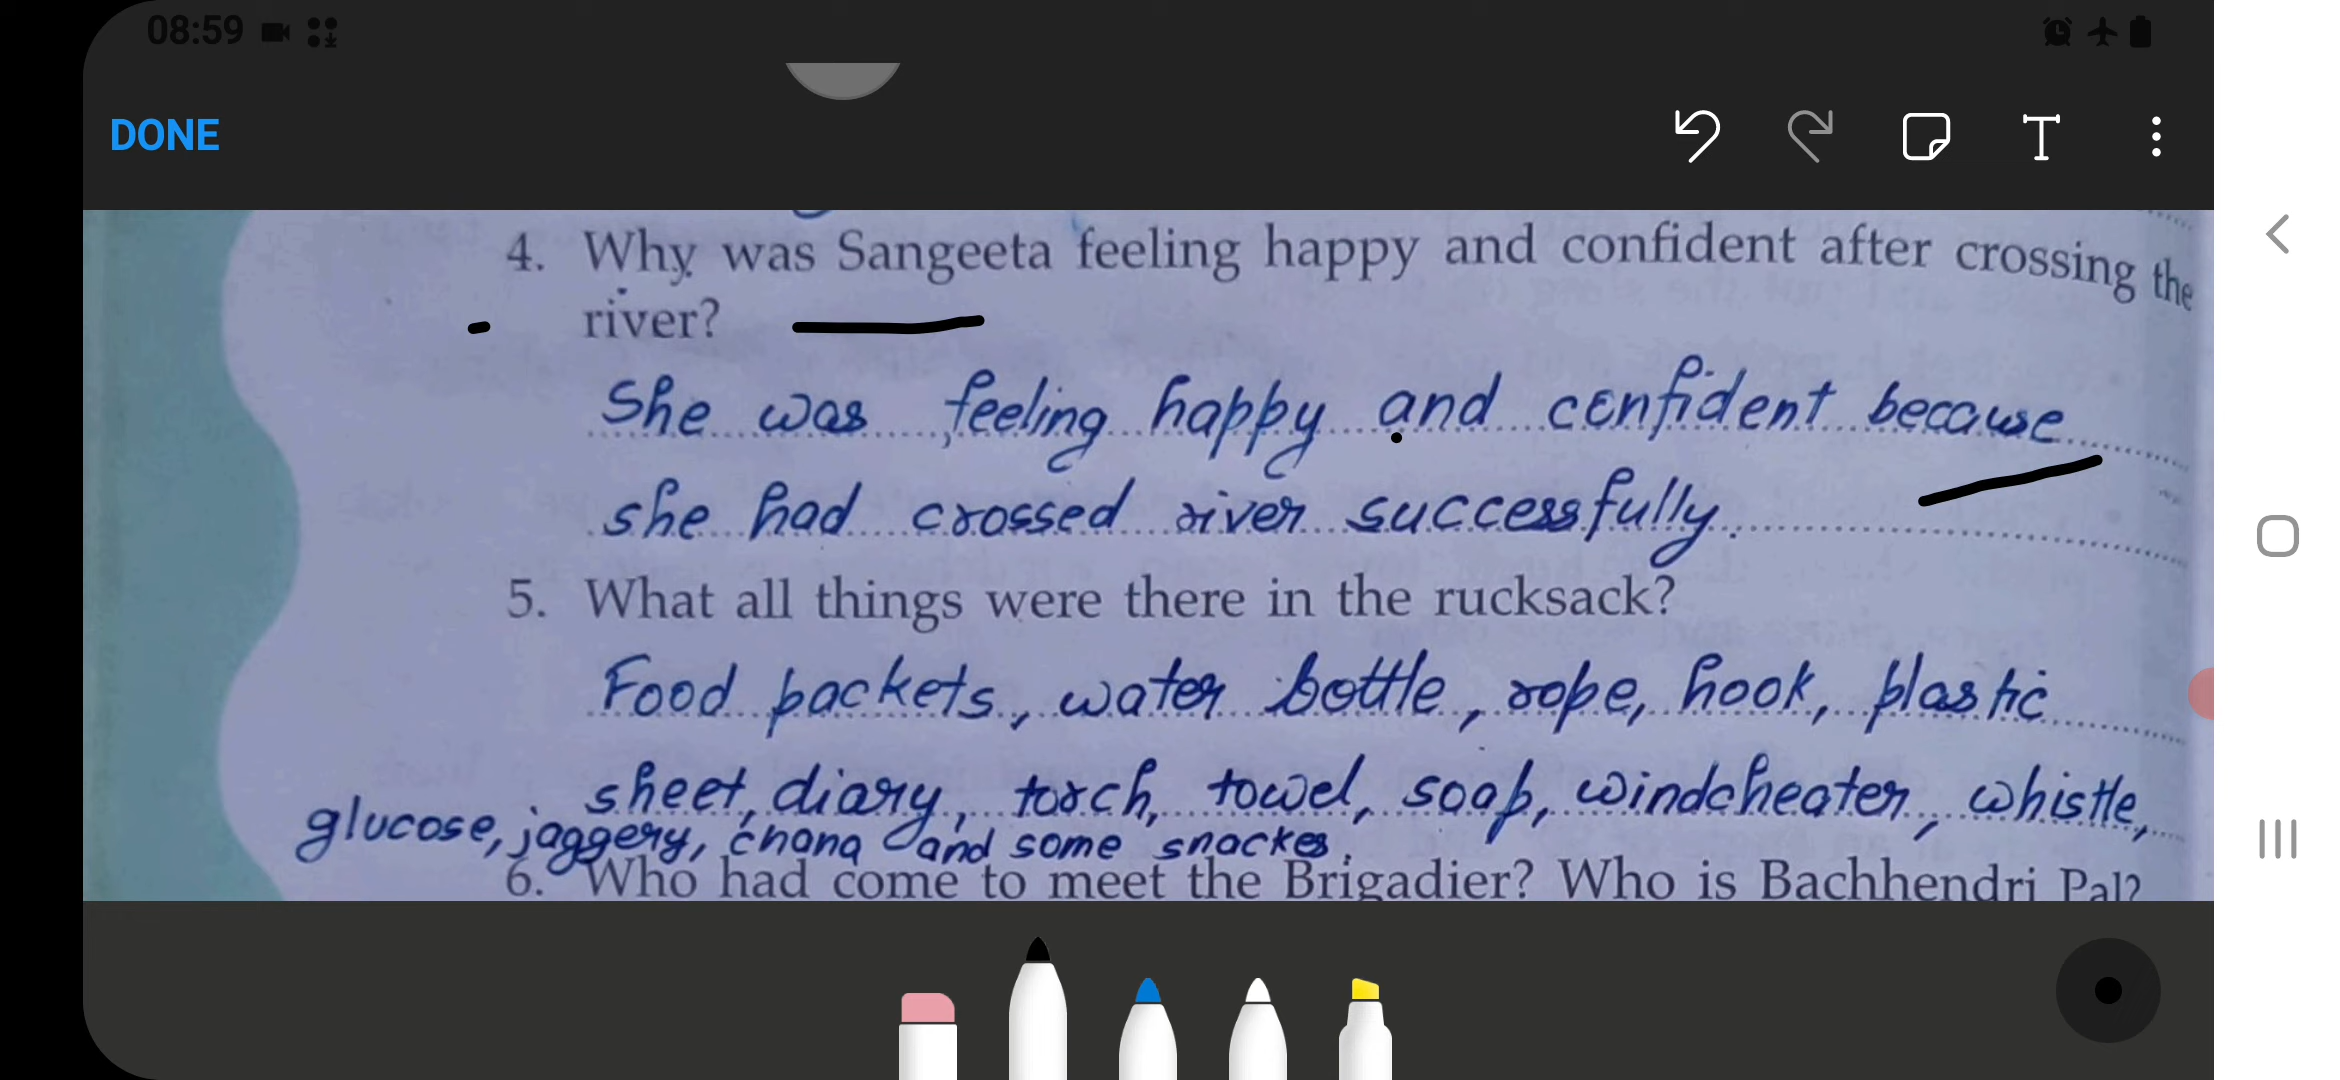 08:59
DONE
4. Why was Sangeeta feeling happy and confident after crossing the
river?
She was feeling happy and confident because
she had crossed river successfully.
5. What all things were there in the rucksack?
Food packets, water bottle, rope, hook, plastic
sheet, diary, torch, towel, soap, windcheater, whistle,
glucose, jaggery, chana and some snackes.
6. Who had come to meet the Brigadier? Who is Bachhendri Pal?